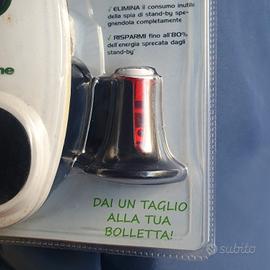 ✓ELIMINA il consumo inutile
della spia di stand-by spe-
gnendola completamente
✓RISPARMI fino all'80%
dell'energia sprecata dagli
stand-by
ne
DAI UN TAGLIO
ALLA TUA
BOLLETTA!
subito